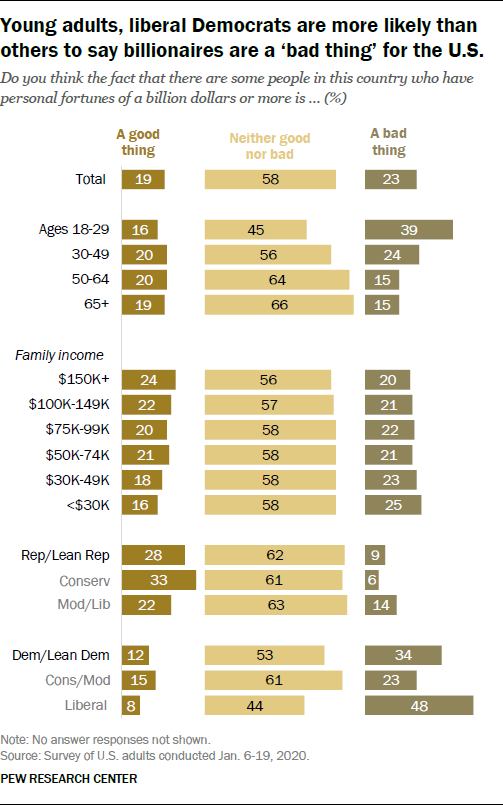 Young adults, liberal Democrats are more likely than
others to say billionaires are a ‘bad thing’ for the U.S.
Do you think the fact that there are some people in this country who have
personal fortunes of a billion dollars or more is ... (%)
A good thing Neither good nor bad A bad thing
Total 19 58 23
Ages 18-29 16 45 39
30-49 20 56 24
50-64 20 64 15
65+ 19 66 15
Family income
$150K+ 24 56 20
$100K-149K 22 57 21
$75K-99K 20 58 22
$50K-74K 21 58 21
$30K-49K 18 58 23
<$30K 16 58 25
Rep/Lean Rep 28 62 9
Conserv 33 61 6
Mod/Lib 22 63 14
Dem/Lean Dem 12 53 34
Cons/Mod 15 61 23
Liberal 8 44 48
Note: No answer responses not shown.
Source: Survey of U.S. adults conducted Jan. 6-19, 2020.
PEW RESEARCH CENTER